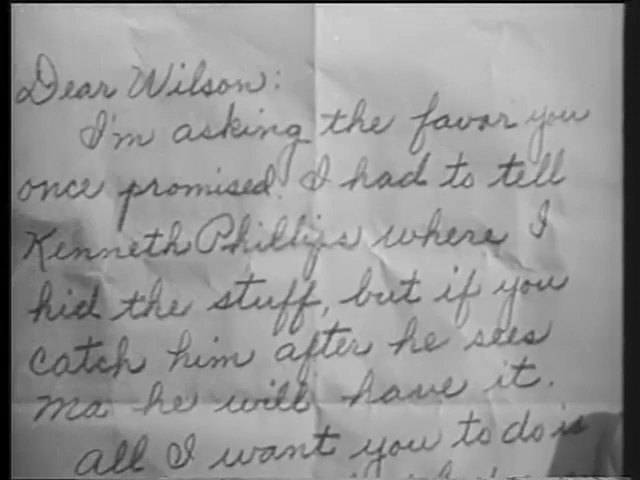 Dear Wilson:
I'm asking the favor you
once promised. I had to tell
Kenneth Phillips where I
hid the stuff, but if you
catch him after he sees
Ma he will have it.
All I want you to do is